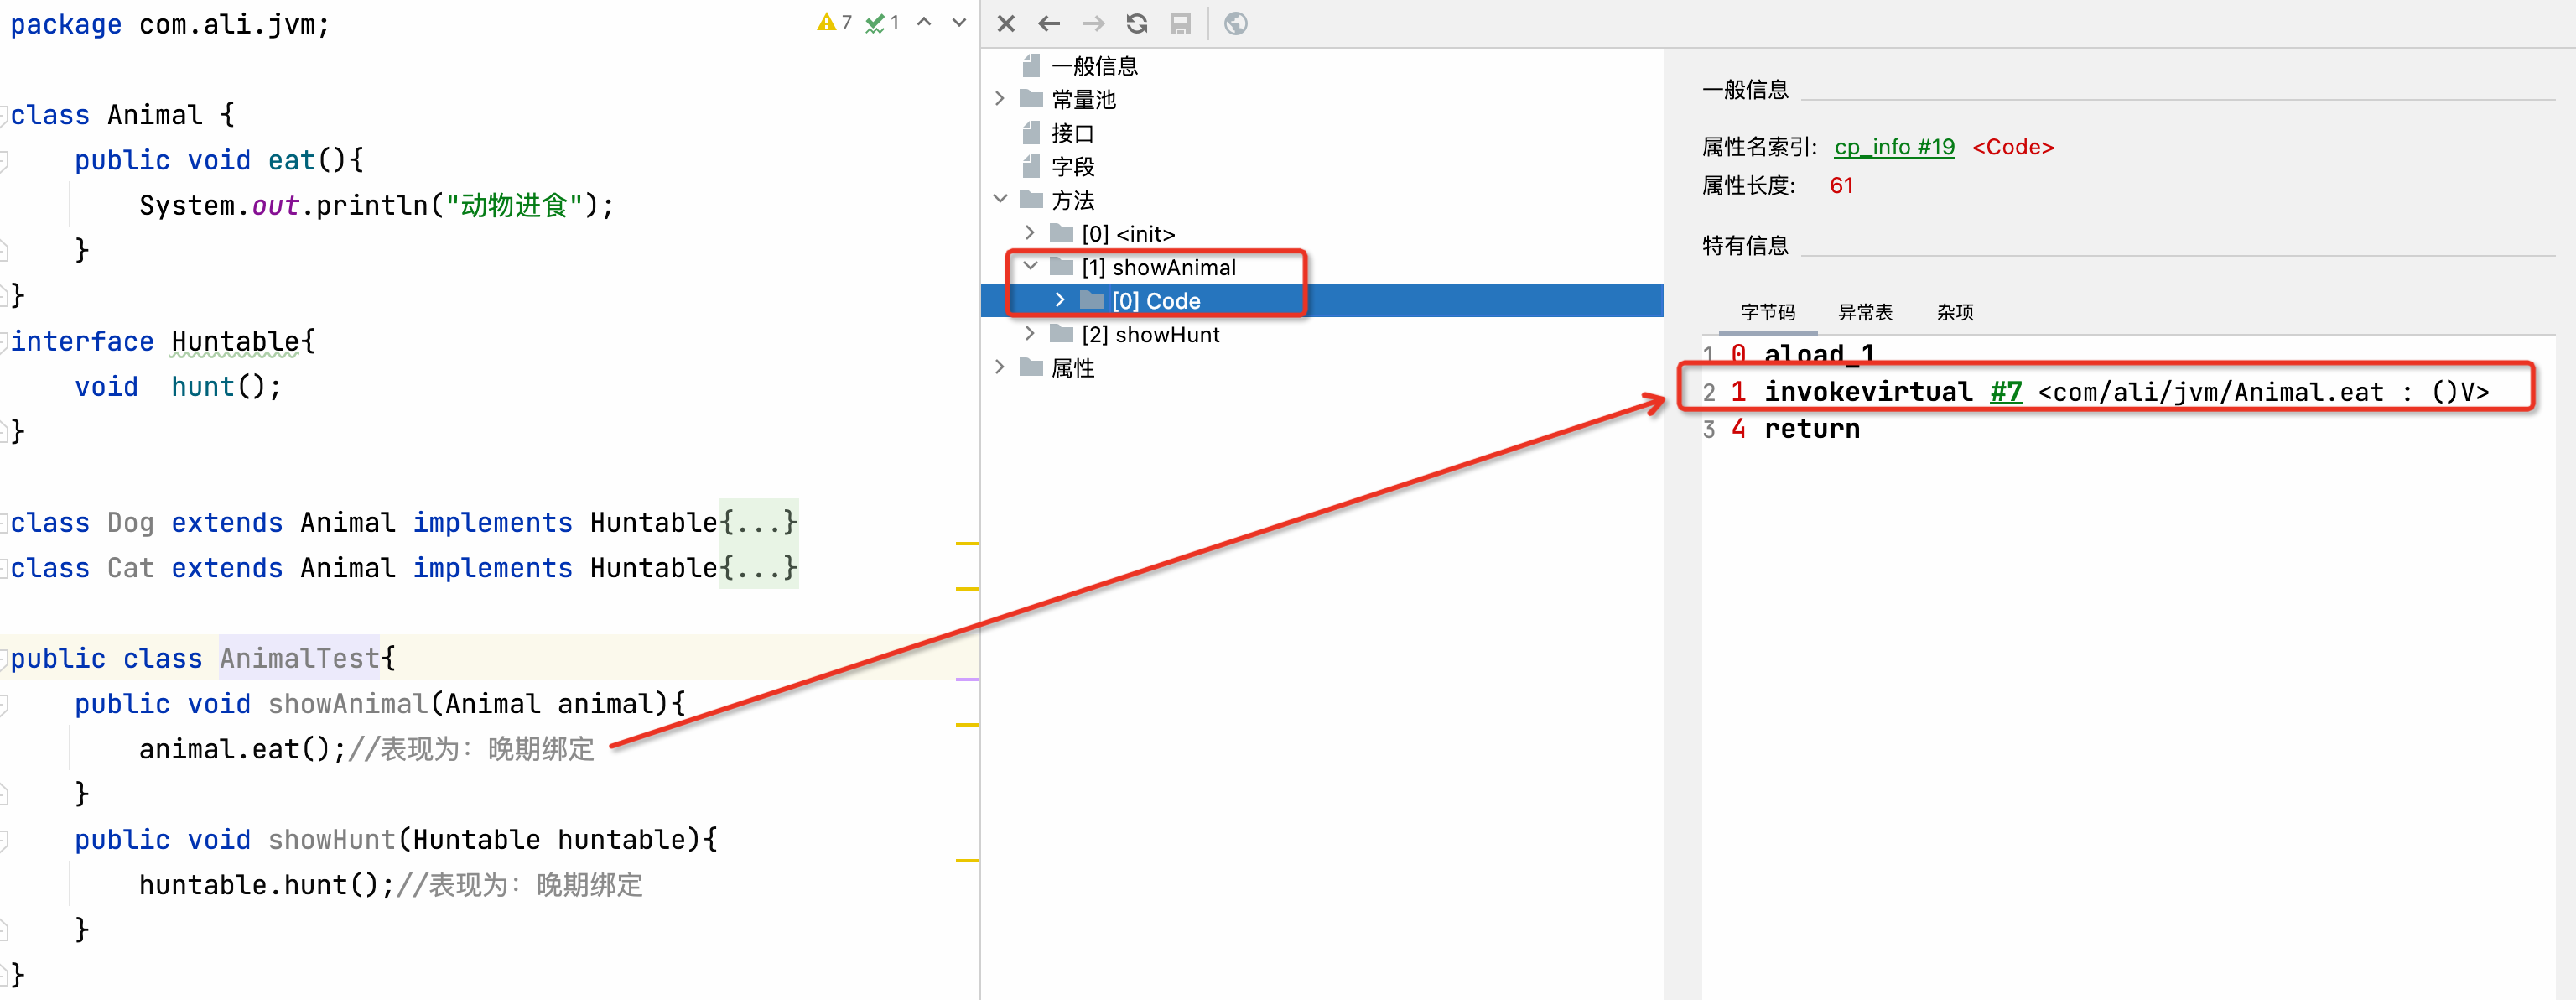 package com.ali.jvm;
7 1
class Animal {
public void eat(){
System.out.println("动物进食");
}
}
interface Huntable{
void hunt();
}
class Dog extends Animal implements Huntable{...}
class Cat extends Animal implements Huntable{...}
public class AnimalTest{
public void showAnimal(Animal animal){
animal.eat();//表现为：晚期绑定
}
public void showHunt(Huntable huntable){
huntable.hunt();//表现为：晚期绑定
}
}
一般信息
常量池
接口
字段
方法
[0] <init>
[1] showAnimal
[0] Code
[2] showHunt
属性
一般信息
属性名索引: cp_info #19 <Code>
属性长度: 61
特有信息
字节码 异常表 杂项
1 0 aload_1
2 1 invokevirtual #7 <com/ali/jvm/Animal.eat : ()V>
3 4 return